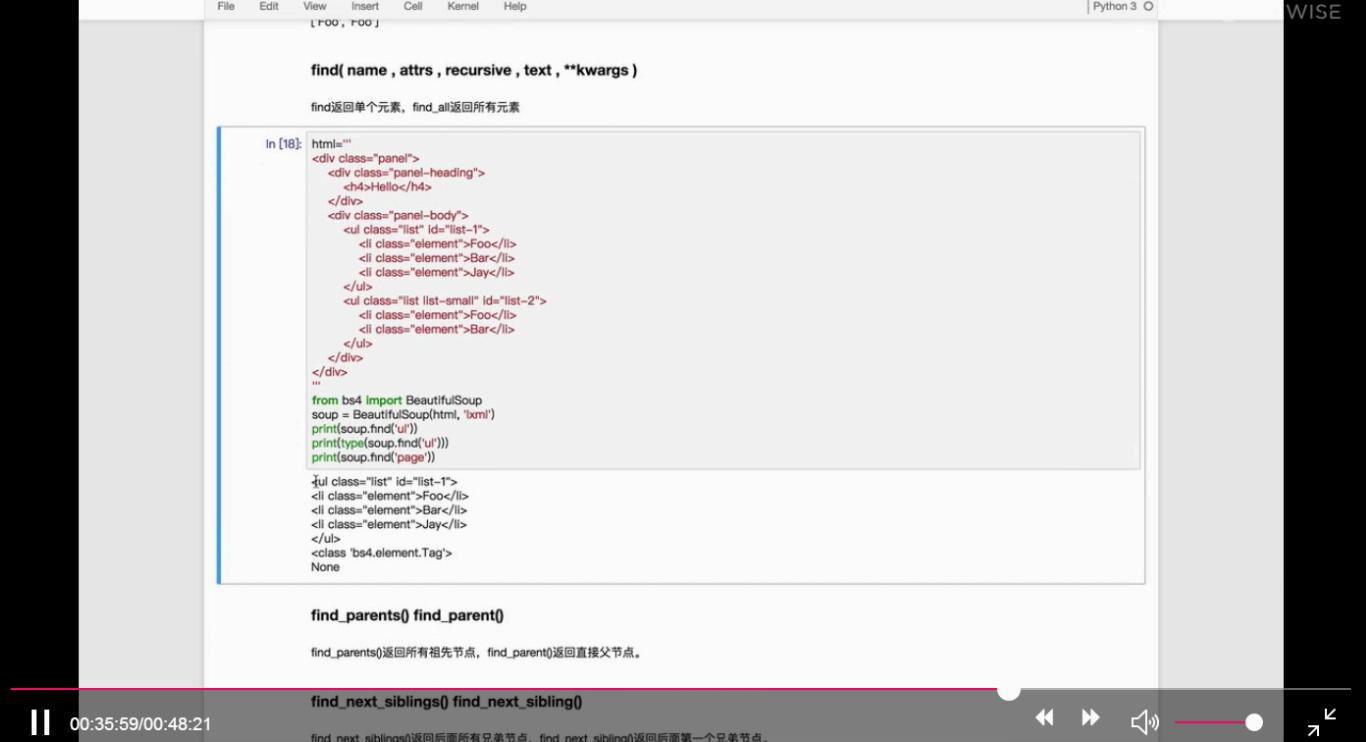 File Edit View Insert Cell Kernel Help Python 3
WISE
['Foo', 'Foo']
find( name , attrs , recursive , text , **kwargs )
find返回单个元素，find_all返回所有元素
In [18]: html='''
<div class="panel">
<div class="panel-heading">
<h4>Hello</h4>
</div>
<div class="panel-body">
<ul class="list" id="list-1">
<li class="element">Foo</li>
<li class="element">Bar</li>
<li class="element">Jay</li>
</ul>
<ul class="list list-small" id="list-2">
<li class="element">Foo</li>
<li class="element">Bar</li>
</ul>
</div>
</div>
'''
from bs4 import BeautifulSoup
soup = BeautifulSoup(html, 'lxml')
print(soup.find('ul'))
print(type(soup.find('ul')))
print(soup.find('page'))
<ul class="list" id="list-1">
<li class="element">Foo</li>
<li class="element">Bar</li>
<li class="element">Jay</li>
</ul>
<class 'bs4.element.Tag'>
None
find_parents() find_parent()
find_parents()返回所有祖先节点，find_parent()返回直接父节点。
find_next_siblings() find_next_sibling()
00:35:59/00:48:21
find_next_siblings()返回后面所有兄弟节点，find_next_sibling()返回后面第一个兄弟节点。